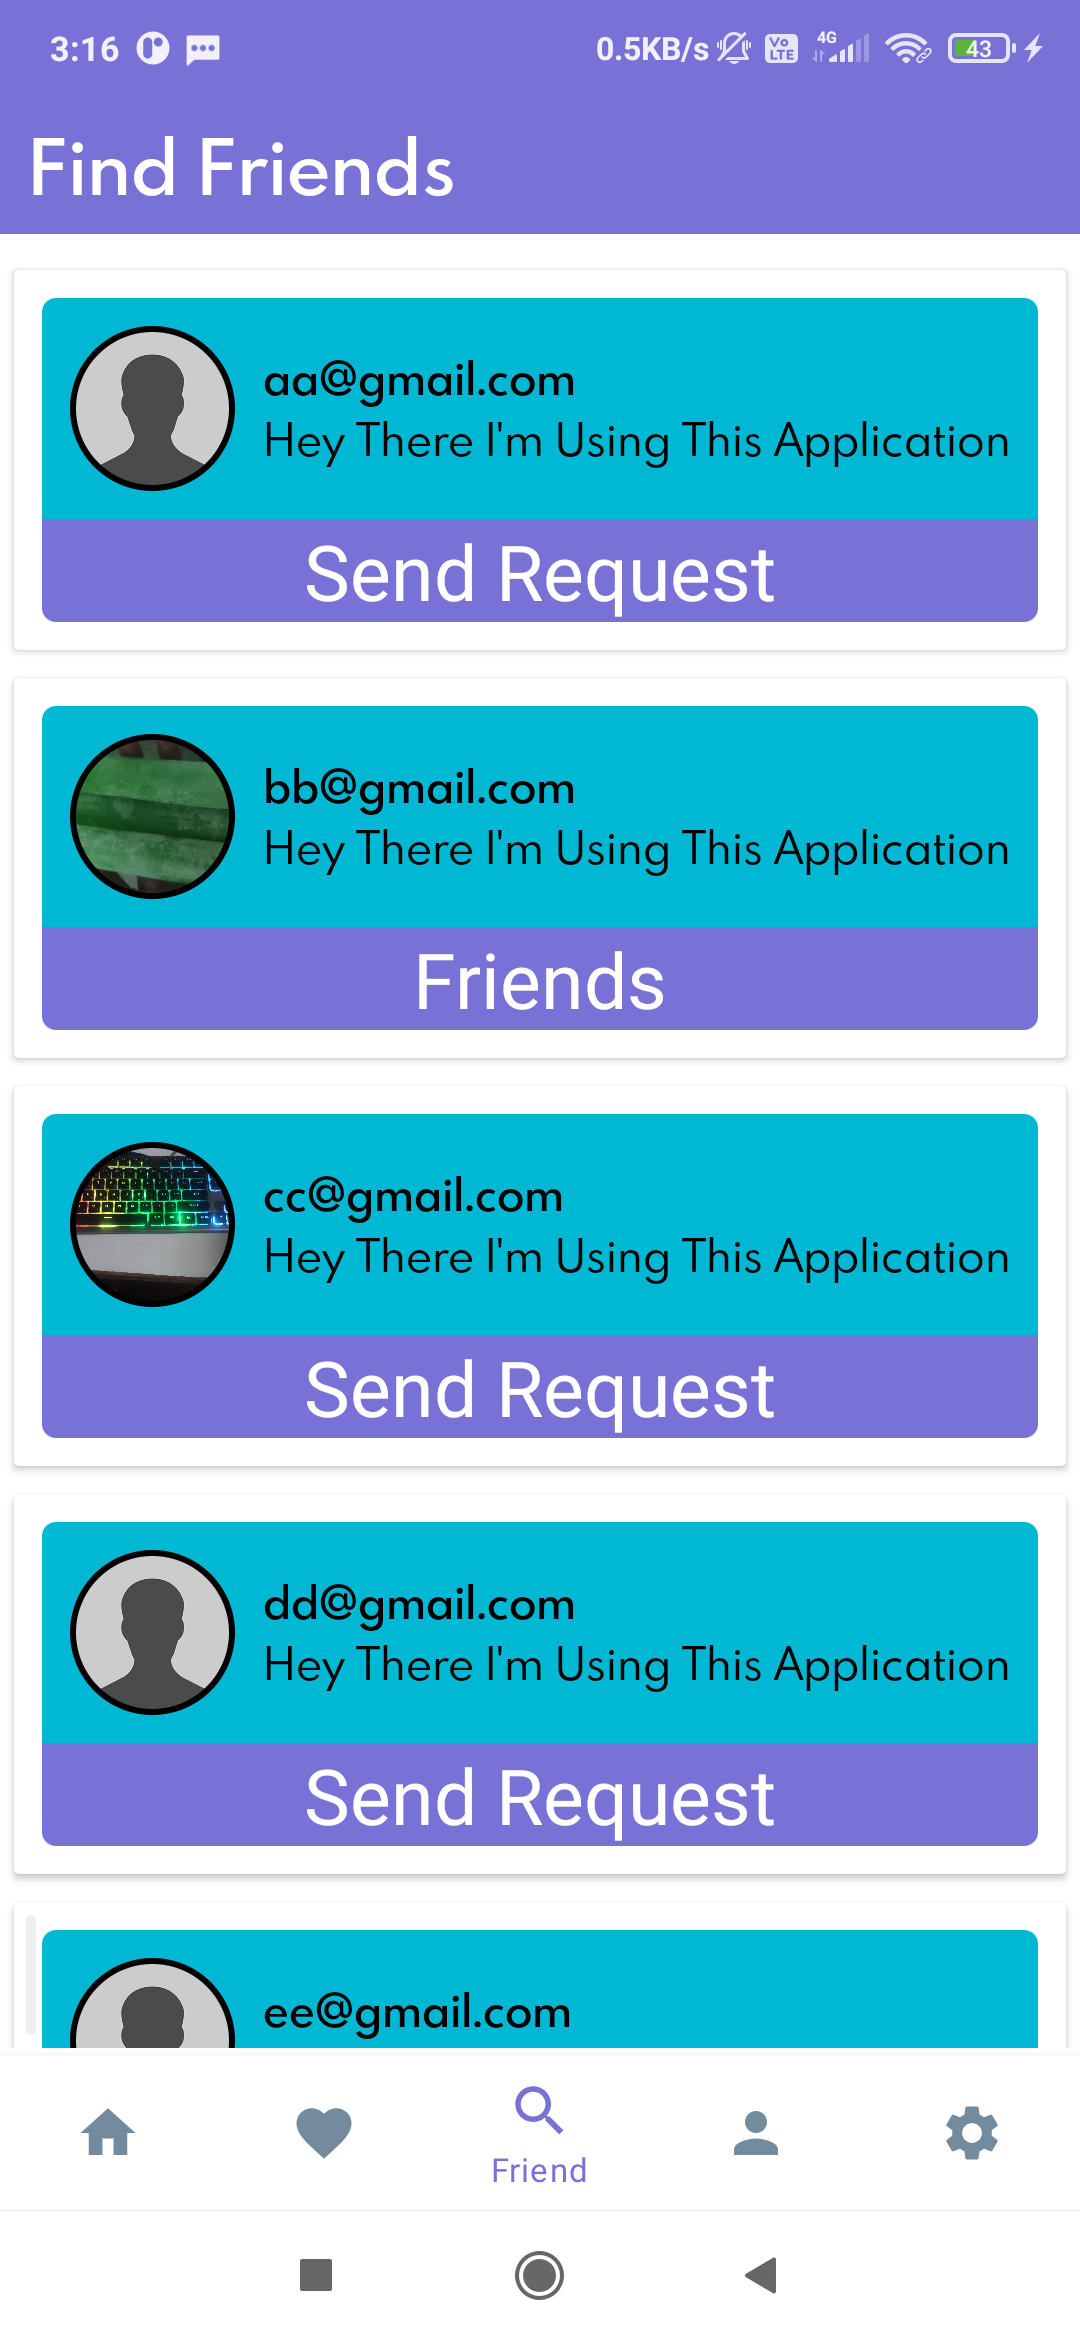 3:16 0.5KB/s Vo LTE 4G 43
Find Friends
aa@gmail.com
Hey There I'm Using This Application
Send Request
bb@gmail.com
Hey There I'm Using This Application
Friends
cc@gmail.com
Hey There I'm Using This Application
Send Request
dd@gmail.com
Hey There I'm Using This Application
Send Request
ee@gmail.com
Friend